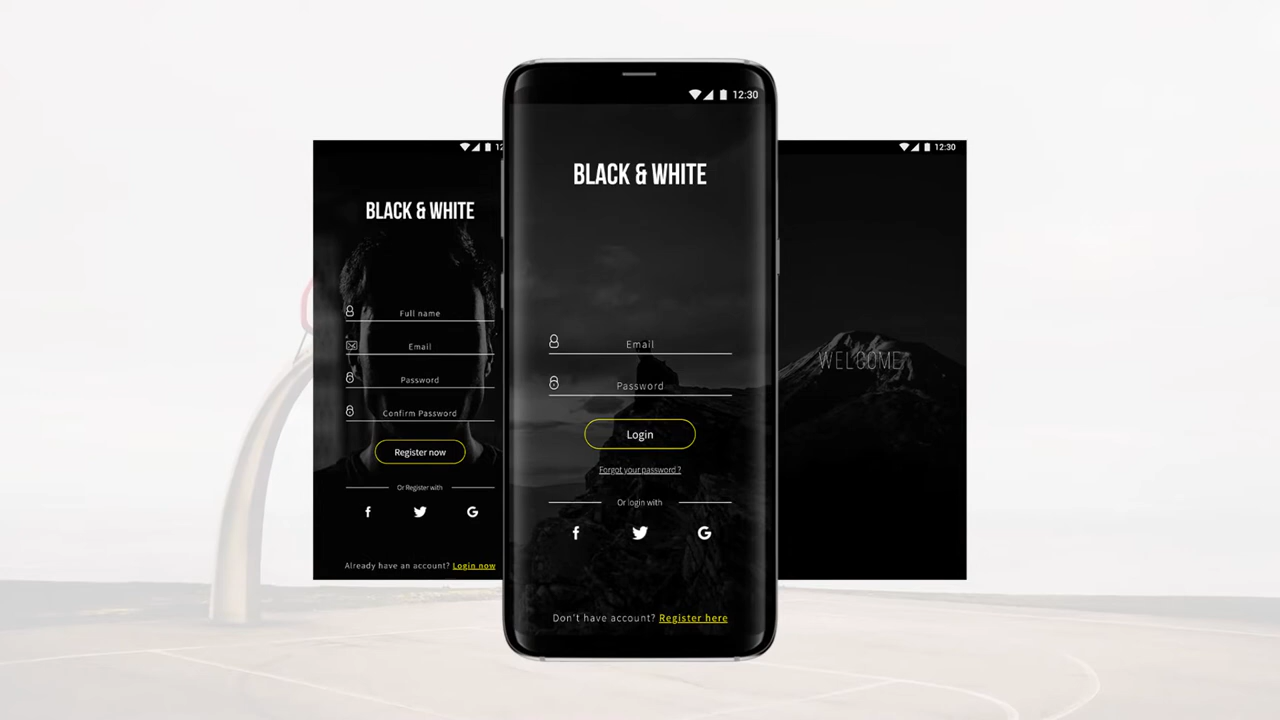 12
BLACK & WHITE
Full name
Email
Password
Confirm Password
Register now
Or Register with
f G
Already have an account? Login now
12:30
BLACK & WHITE
Email
Password
Login
Forgot your password ?
Or login with
f G
Don't have account? Register here
12:30
WELCOME